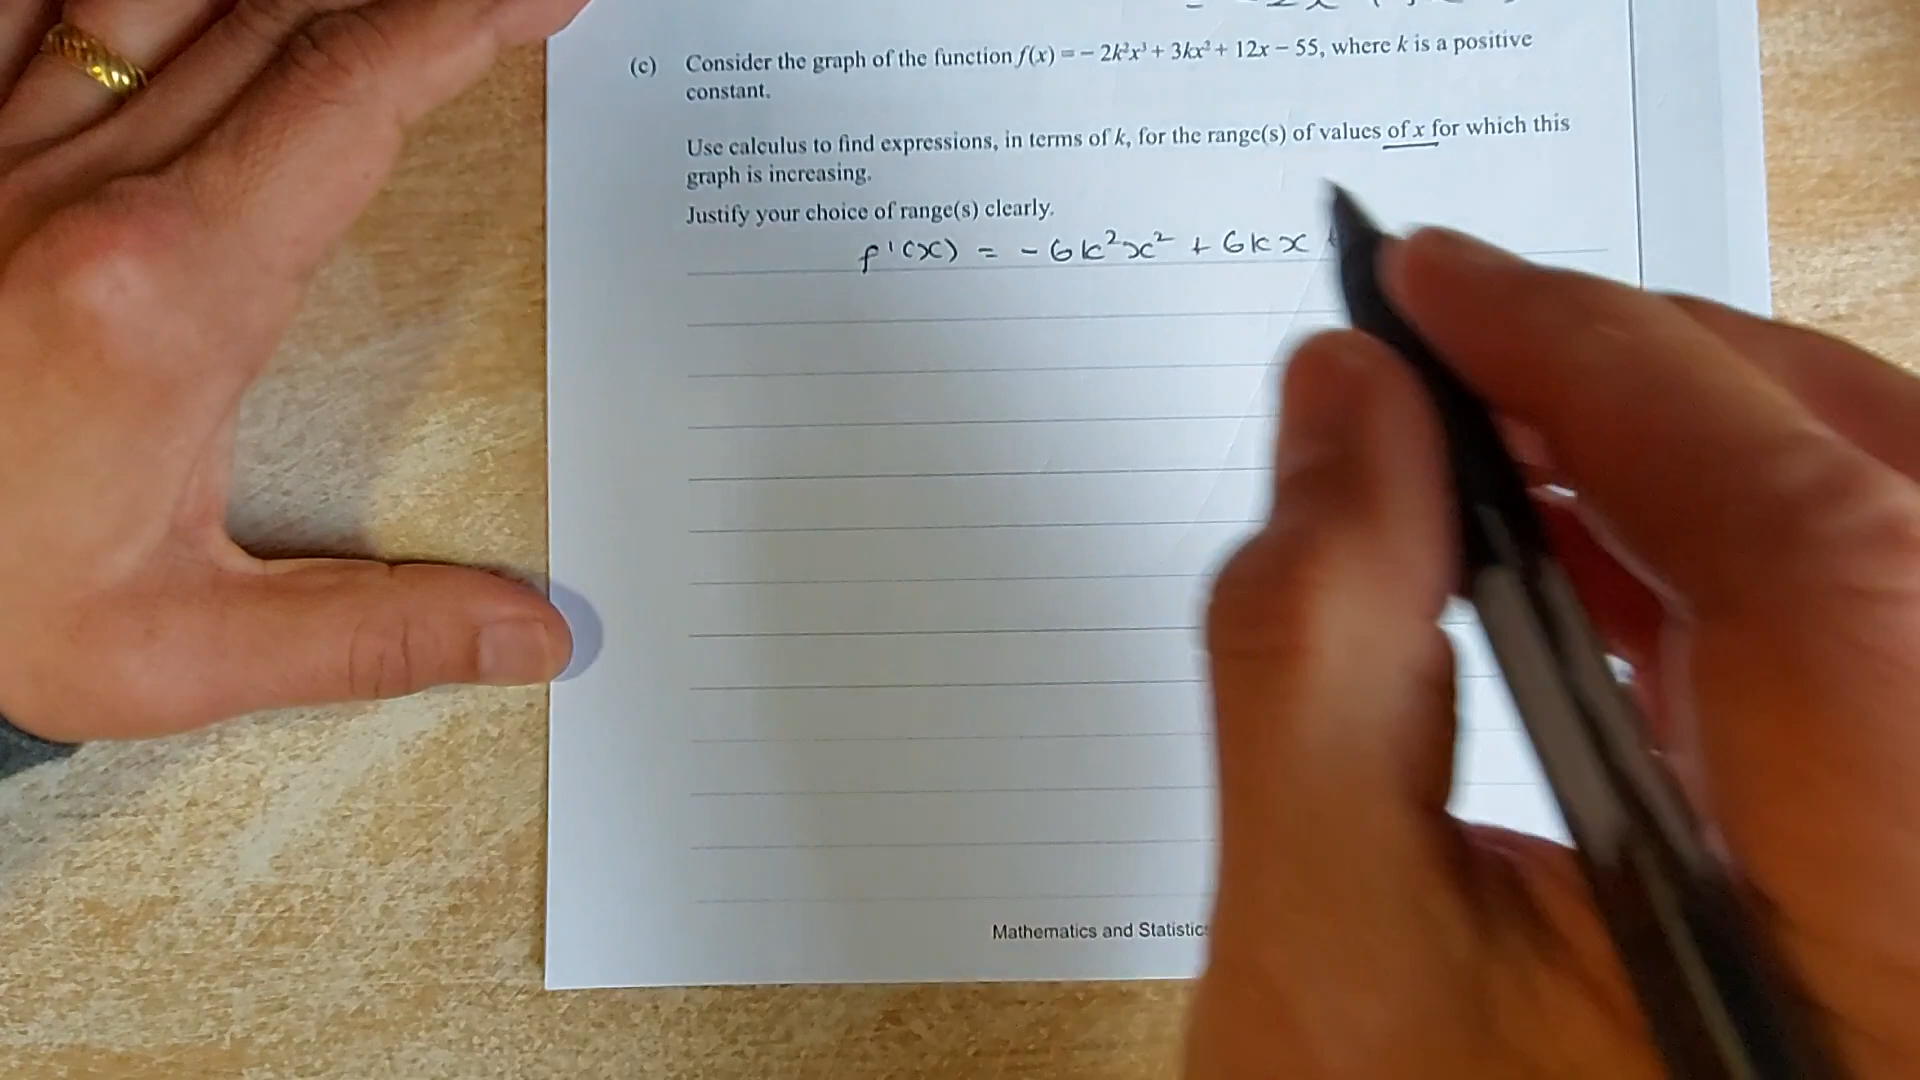 (c) Consider the graph of the function f(x) = − 2k²x³ + 3kx² + 12x − 55, where k is a positive
constant.
Use calculus to find expressions, in terms of k, for the range(s) of values of x for which this
graph is increasing.
Justify your choice of range(s) clearly.
f'(x) = - 6k²x² + 6kx
Mathematics and Statistics